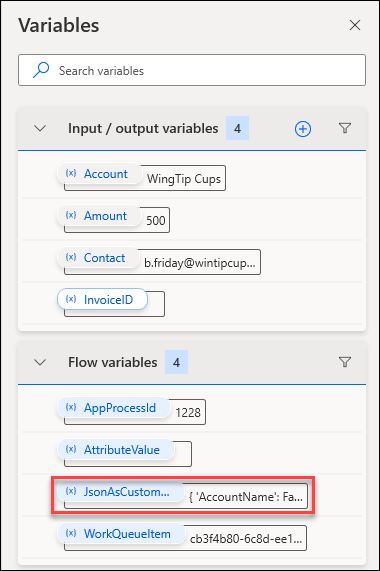 Variables
Search variables
Input / output variables 4
(x) Account WingTip Cups
(x) Amount 500
(x) Contact b.friday@wintipcup...
(x) InvoiceID
Flow variables 4
(x) AppProcessId 1228
(x) AttributeValue
(x) JsonAsCustom... { 'AccountName': Fa...
(x) WorkQueueItem cb3f4b80-6c8d-ee1...